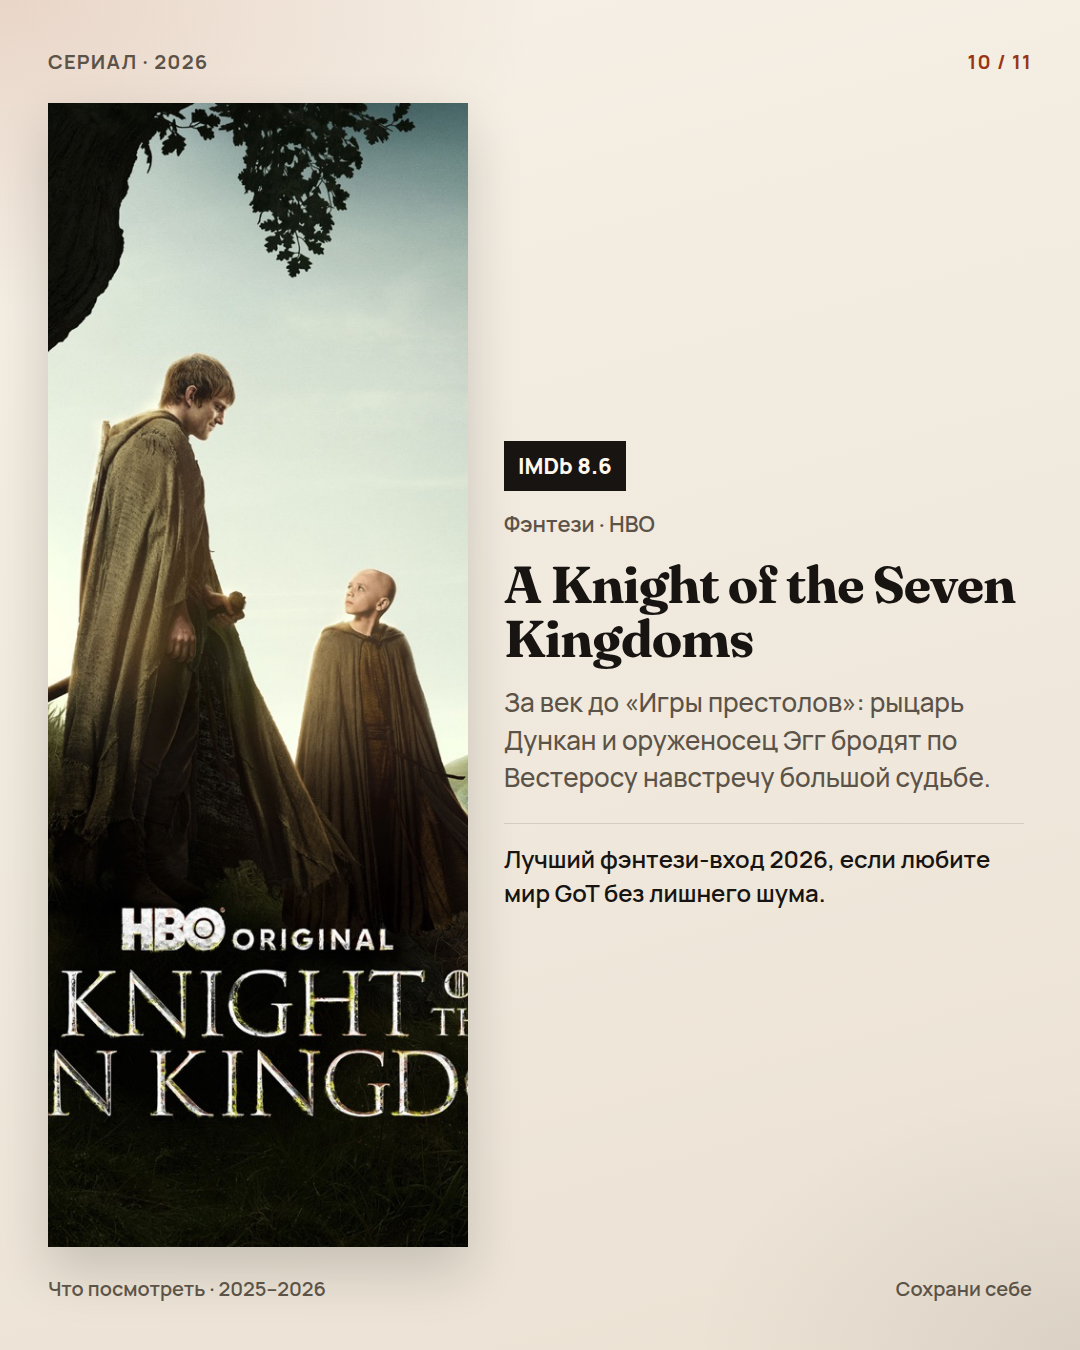 СЕРИАЛ · 2026
10 / 11
HBO ORIGINAL
KNIGHT
N KINGD
IMDb 8.6
Фэнтези · HBO
A Knight of the Seven
Kingdoms
За век до «Игры престолов»: рыцарь
Дункан и оруженосец Эгг бродят по
Вестеросу навстречу большой судьбе.
Лучший фэнтези-вход 2026, если любите
мир GoT без лишнего шума.
Что посмотреть · 2025–2026
Сохрани себе